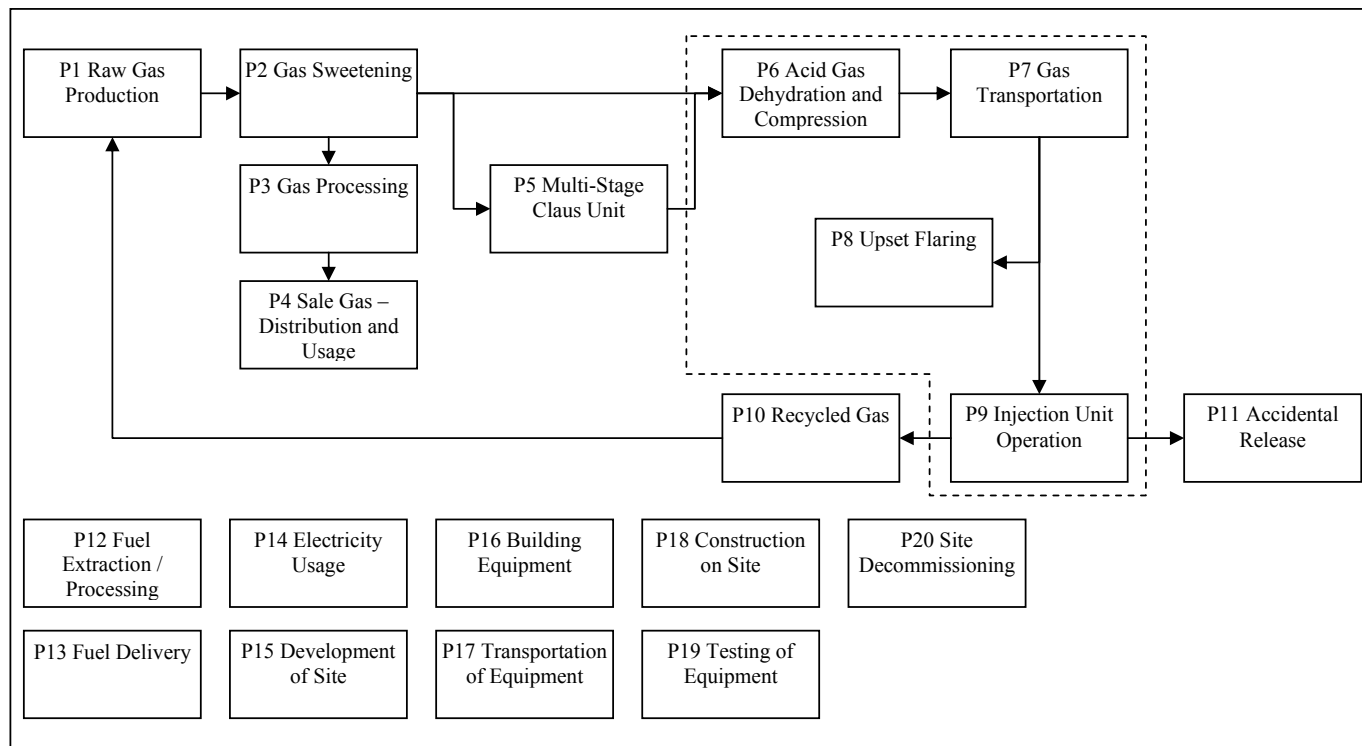 P1 Raw Gas
Production
P2 Gas Sweetening
P6 Acid Gas
Dehydration and
Compression
P7 Gas
Transportation
P3 Gas Processing
P5 Multi-Stage
Claus Unit
P8 Upset Flaring
P4 Sale Gas –
Distribution and
Usage
P10 Recycled Gas
P9 Injection Unit
Operation
P11 Accidental
Release
P12 Fuel
Extraction /
Processing
P14 Electricity
Usage
P16 Building
Equipment
P18 Construction
on Site
P20 Site
Decommissioning
P13 Fuel Delivery
P15 Development
of Site
P17 Transportation
of Equipment
P19 Testing of
Equipment